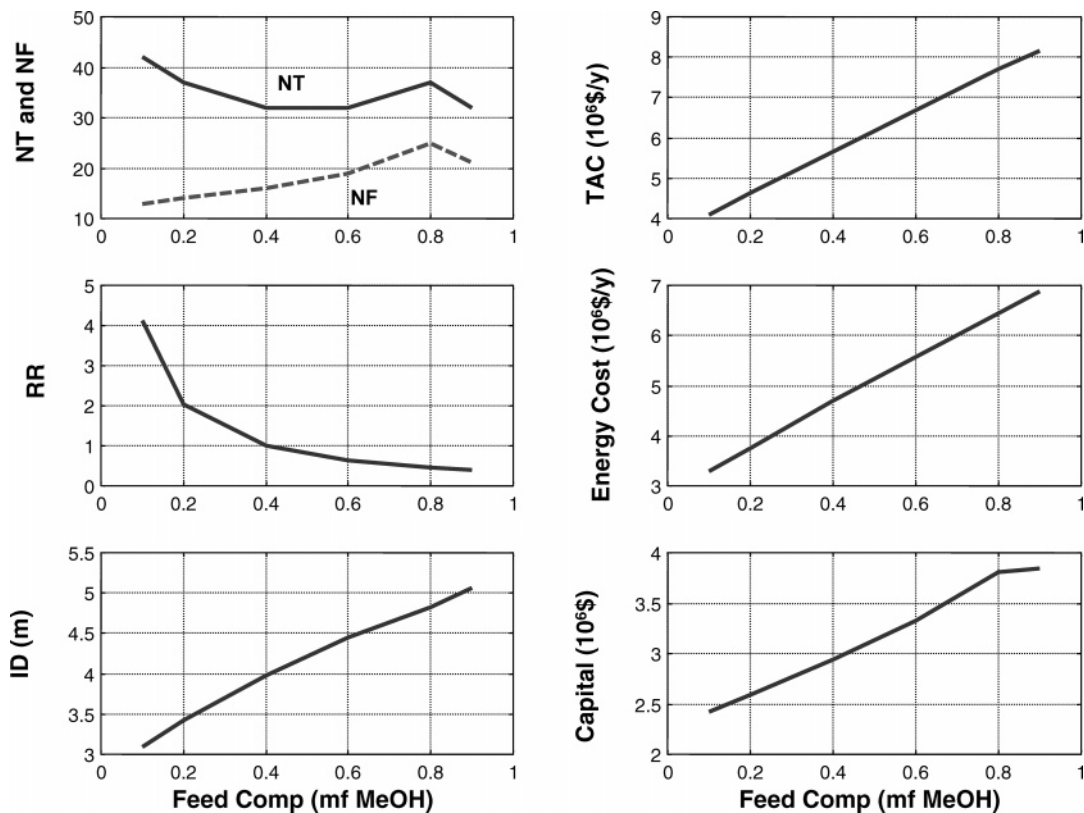 NT and NF
50
40
30
20
10
NT
NF
0 0.2 0.4 0.6 0.8 1
TAC (10⁶$/y)
9
8
7
6
5
4
0 0.2 0.4 0.6 0.8 1
RR
5
4
3
2
1
0
0 0.2 0.4 0.6 0.8 1
Energy Cost (10⁶$/y)
7
6
5
4
3
0 0.2 0.4 0.6 0.8 1
ID (m)
5.5
5
4.5
4
3.5
3
0 0.2 0.4 0.6 0.8 1
Feed Comp (mf MeOH)
Capital (10⁶$)
4
3.5
3
2.5
2
0 0.2 0.4 0.6 0.8 1
Feed Comp (mf MeOH)